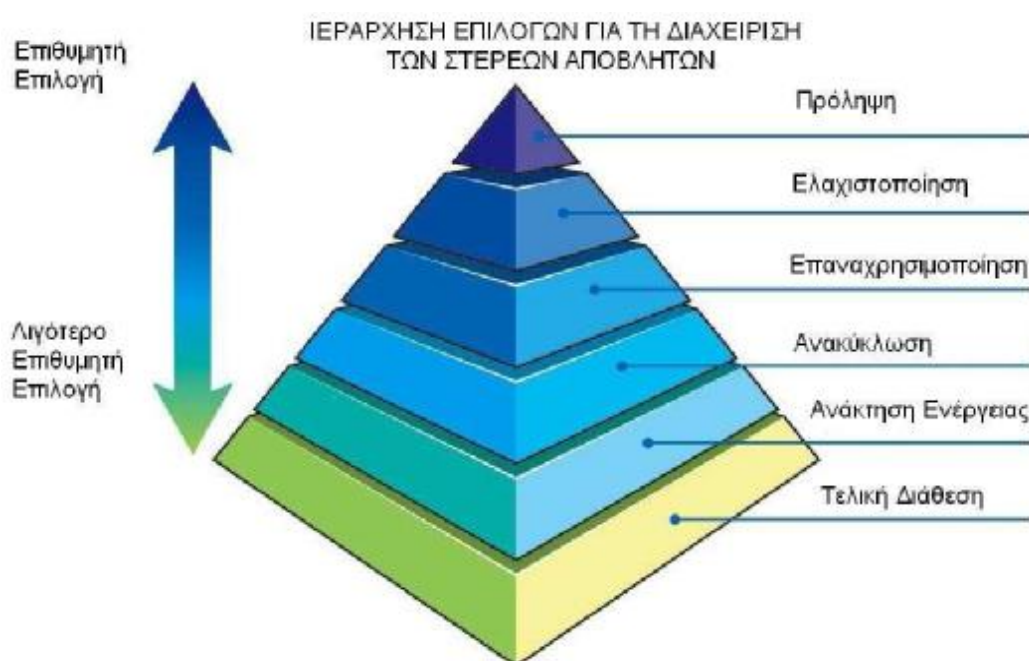 ΙΕΡΑΡΧΗΣΗ ΕΠΙΛΟΓΩΝ ΓΙΑ ΤΗ ΔΙΑΧΕΙΡΙΣΗ
ΤΩΝ ΣΤΕΡΕΩΝ ΑΠΟΒΛΗΤΩΝ
Επιθυμητή
Επιλογή
Λιγότερο
Επιθυμητή
Επιλογή
Πρόληψη
Ελαχιστοποίηση
Επαναχρησιμοποίηση
Ανακύκλωση
Ανάκτηση Ενέργειας
Τελική Διάθεση